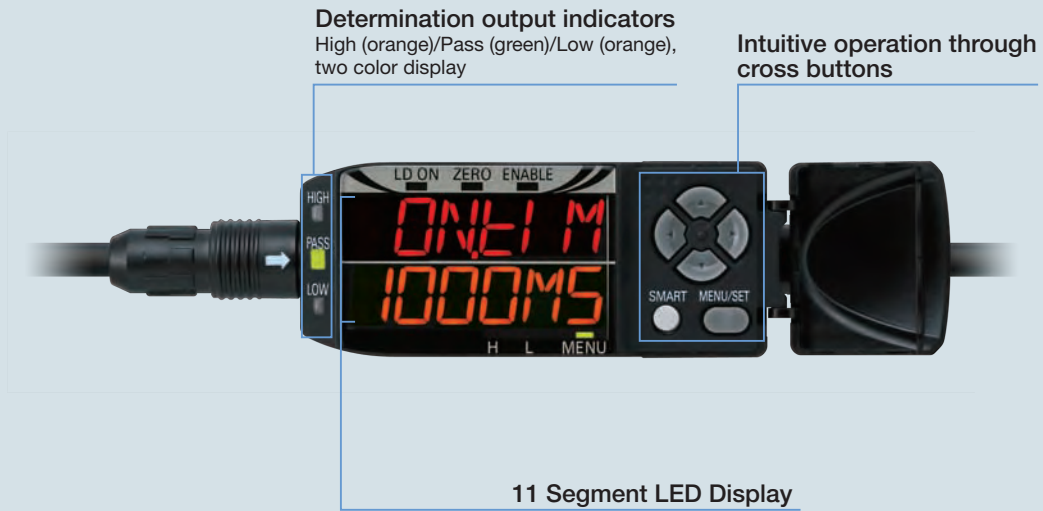 Determination output indicators
High (orange)/Pass (green)/Low (orange),
two color display
Intuitive operation through
cross buttons
LD ON ZERO ENABLE
HIGH
ON.tI M
PASS
1000MS
LOW
SMART MENU/SET
H L MENU
11 Segment LED Display